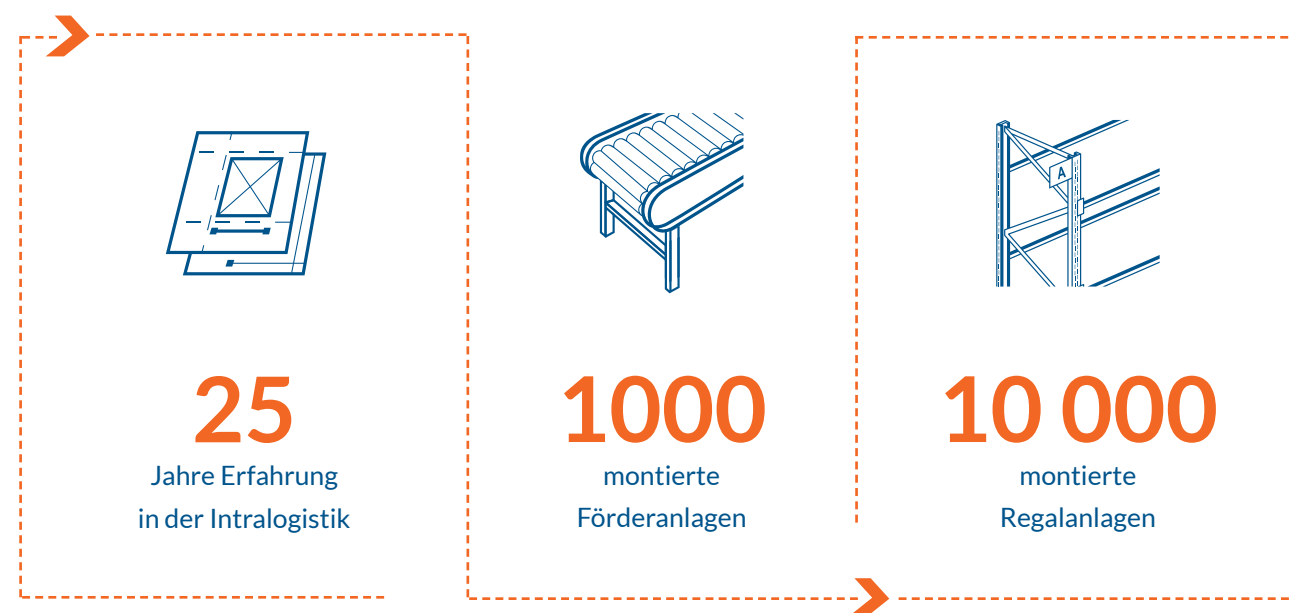 A
25
Jahre Erfahrung
in der Intralogistik
1000
montierte
Förderanlagen
10 000
montierte
Regalanlagen